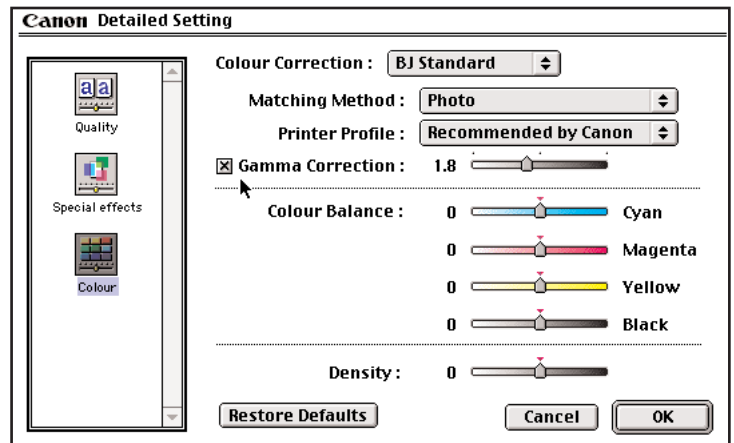 Canon Detailed Setting
Quality
Special effects
Colour
Colour Correction : BJ Standard
Matching Method : Photo
Printer Profile : Recommended by Canon
Gamma Correction : 1.8
Colour Balance : 0 Cyan
0 Magenta
0 Yellow
0 Black
Density : 0
Restore Defaults Cancel OK